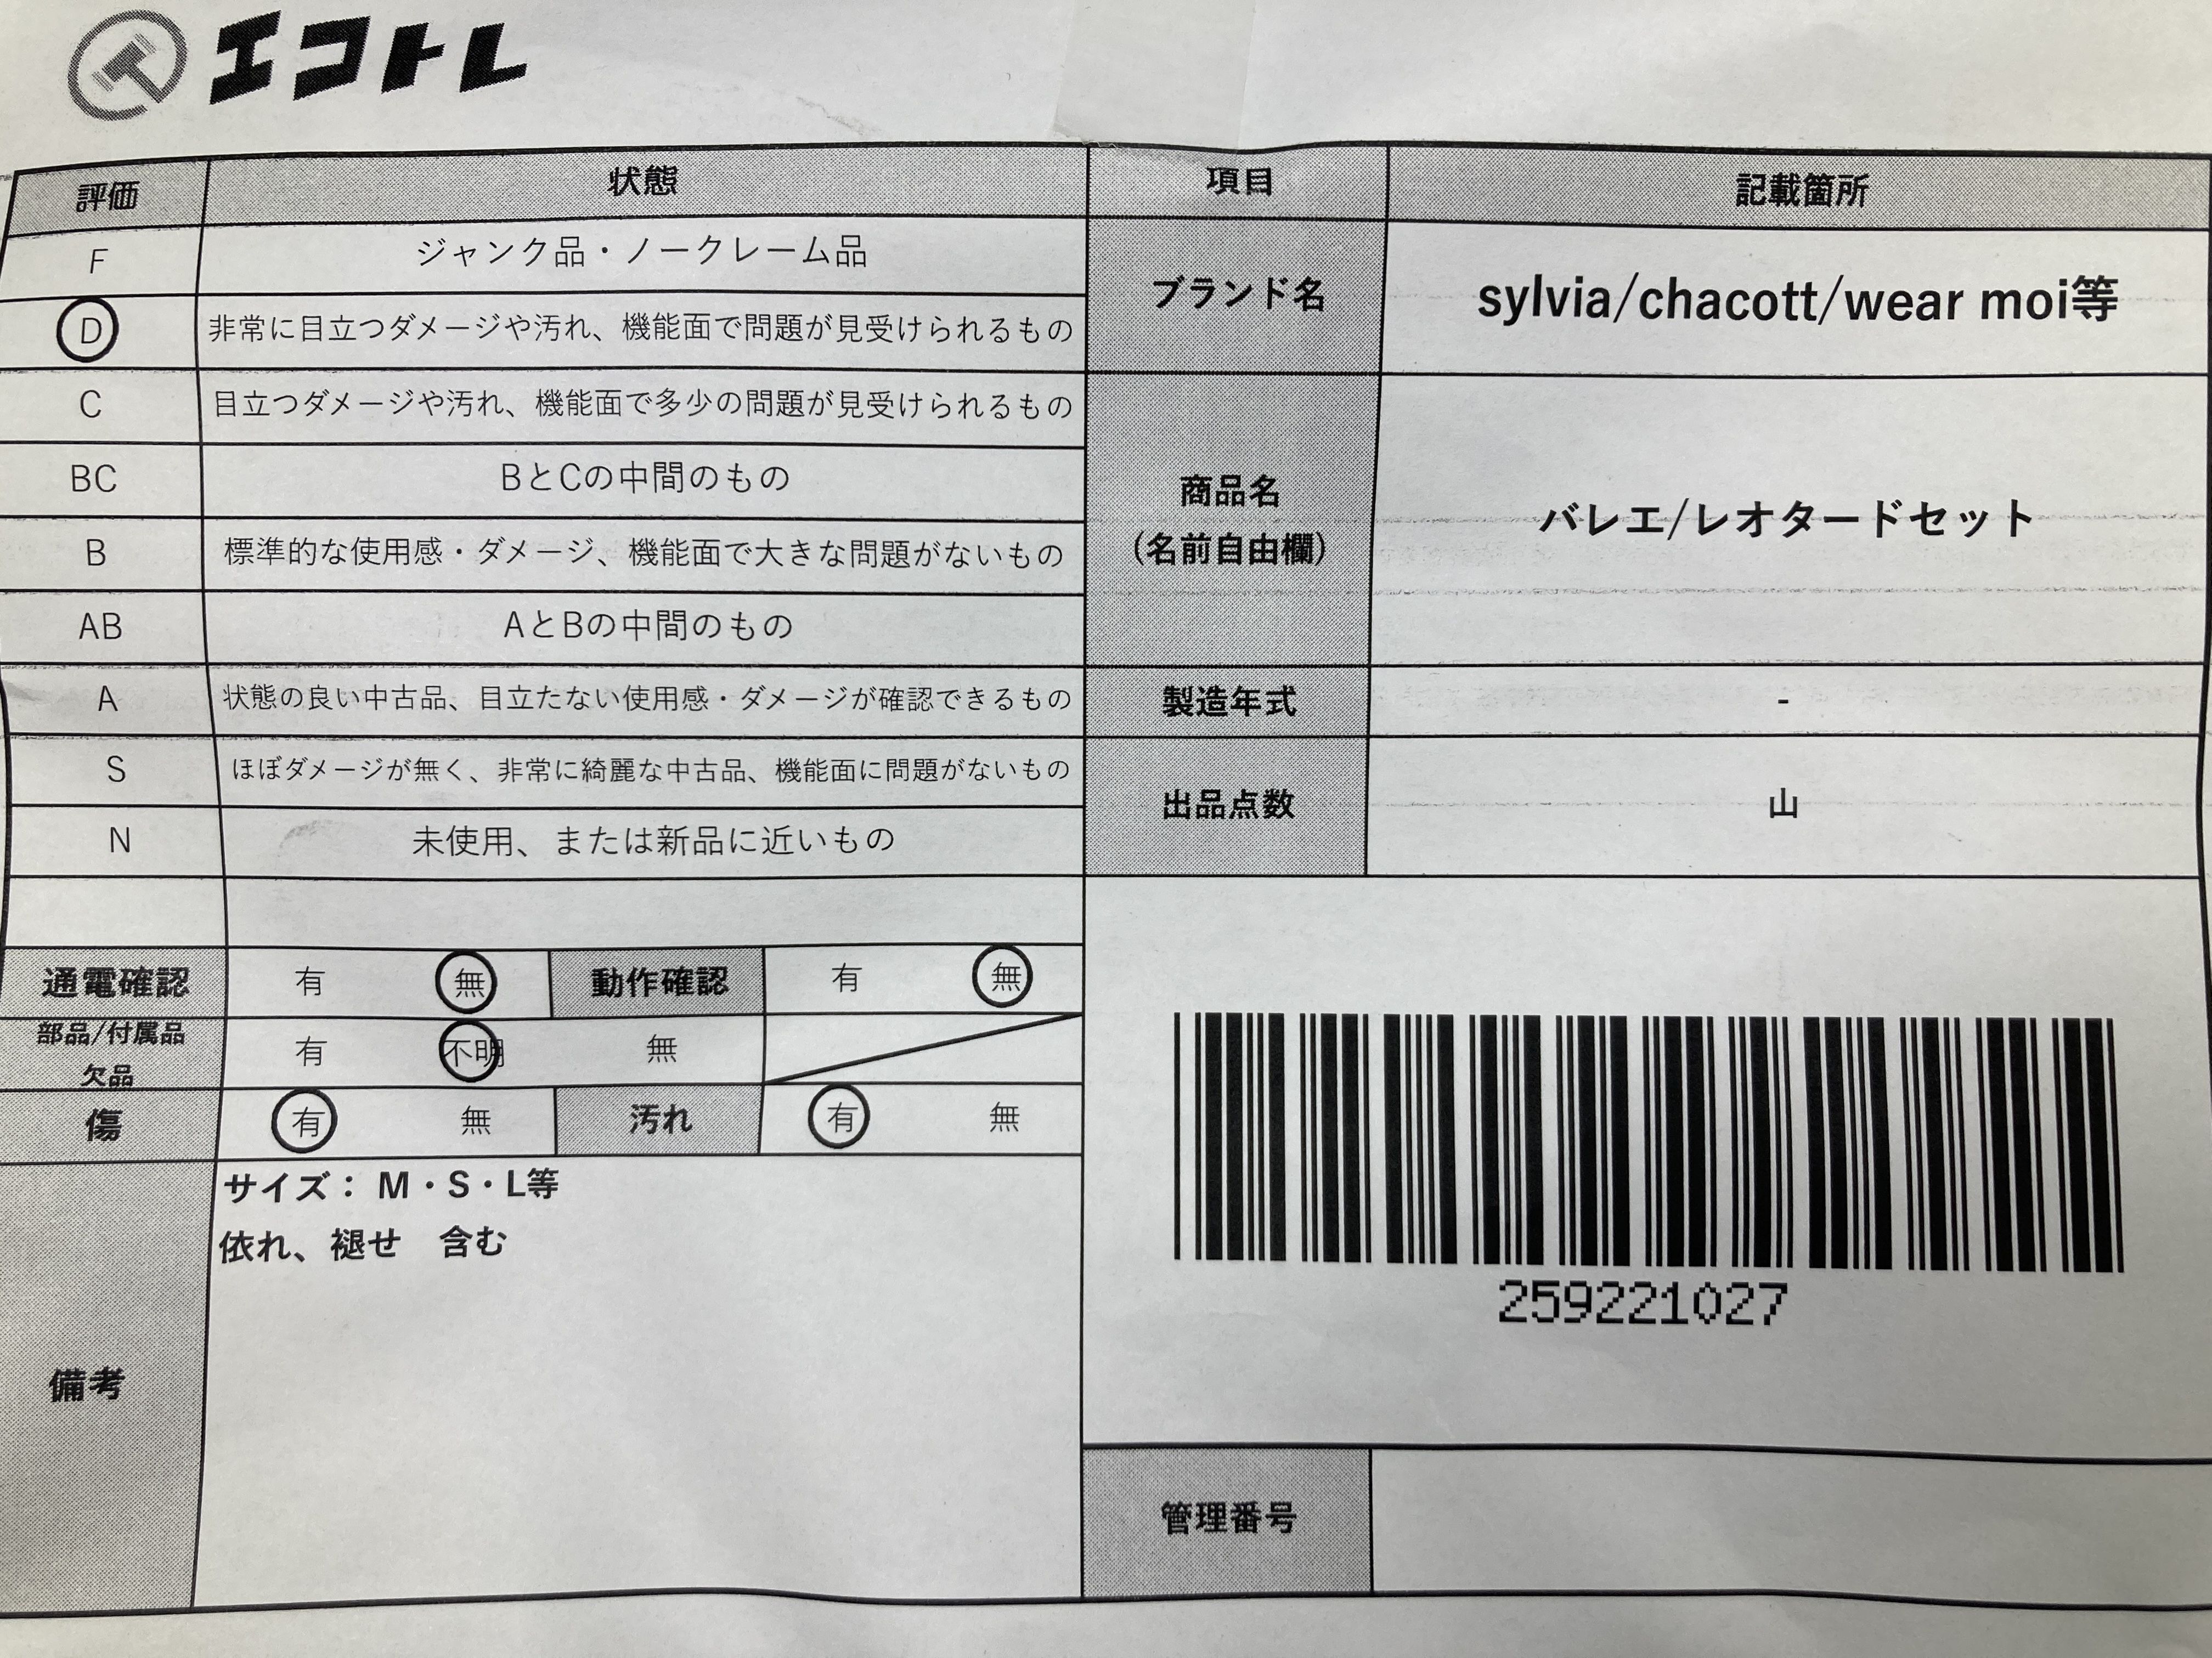 エコトレ
評価 状態 項目 記載箇所
F ジャンク品・ノークレーム品
D 非常に目立つダメージや汚れ、機能面で問題が見受けられるもの
ブランド名 sylvia/chacott/wear moi等
C 目立つダメージや汚れ、機能面で多少の問題が見受けられるもの
BC BとCの中間のもの
B 標準的な使用感・ダメージ、機能面で大きな問題がないもの
AB AとBの中間のもの
商品名
(名前自由欄)
バレエ/レオタードセット
A 状態の良い中古品、目立たない使用感・ダメージが確認できるもの
製造年式 -
S ほぼダメージが無く、非常に綺麗な中古品、機能面に問題がないもの
N 未使用、または新品に近いもの
出品点数 山
通電確認 有 無 動作確認 有 無
部品/付属品
欠品
有 不明 無
傷 有 無 汚れ 有 無
備考
サイズ: M・S・L等
依れ、褪せ 含む
259221027
管理番号